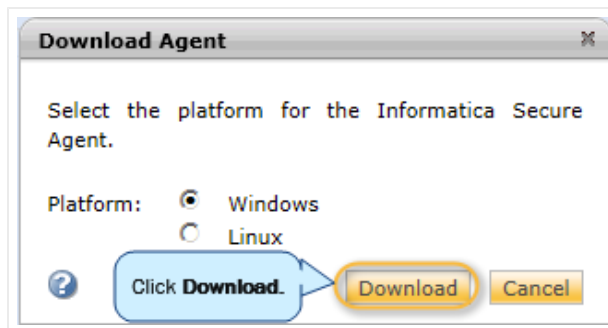 Download Agent
Select the platform for the Informatica Secure
Agent.
Platform: Windows
Linux
Click Download. Download Cancel